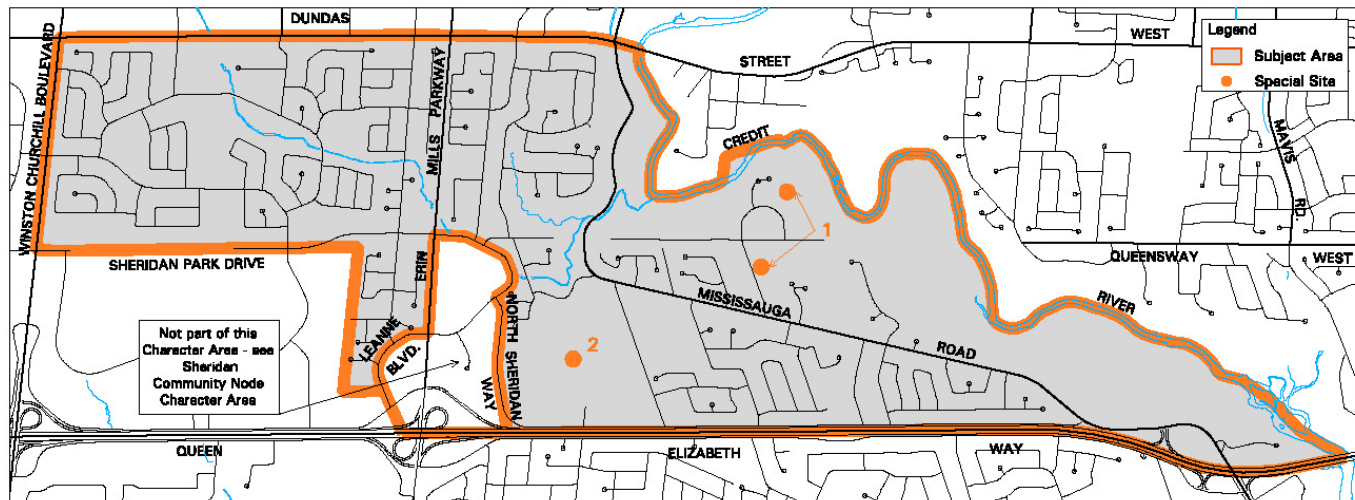 DUNDAS
STREET
WEST
Legend
Subject Area
Special Site
WINSTON CHURCHILL BOULEVARD
MILLS PARKWAY
ERIN
CREDIT
MAVIS
RD.
1
SHERIDAN PARK DRIVE
QUEENSWAY
WEST
MISSISSAUGA
ROAD
RIVER
NORTH SHERIDAN
WAY
LEANNE
BLVD.
Not part of this
Character Area - see
Sheridan
Community Node
Character Area
2
QUEEN
ELIZABETH
WAY